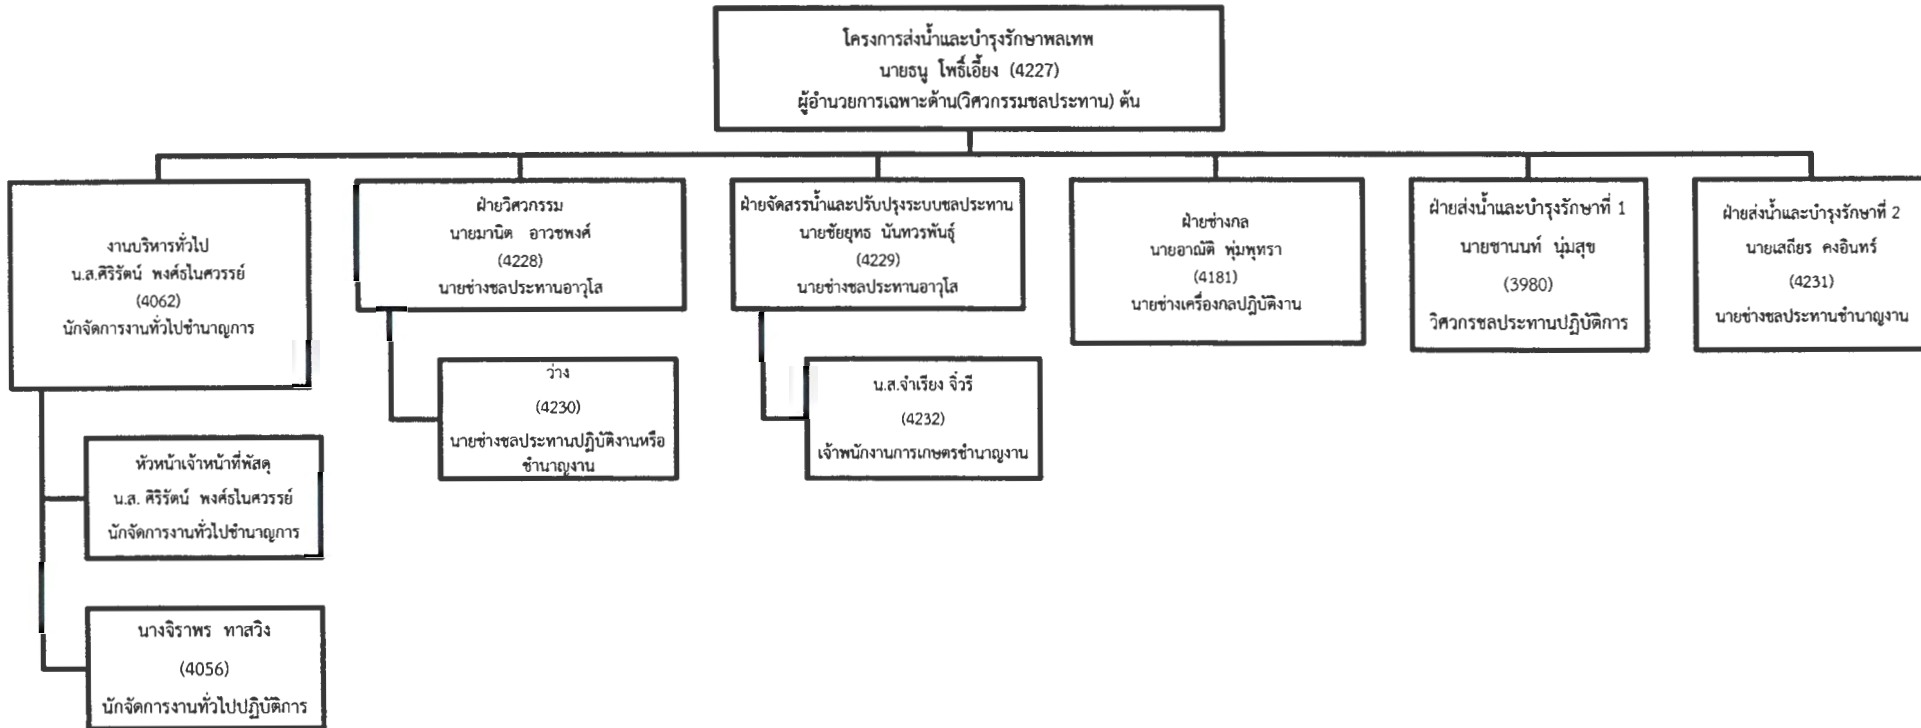 โครงการส่งน้ำและบำรุงรักษาพลเทพ
นายธนู โพธิ์เอี้ยง (4227)
ผู้อำนวยการเฉพาะด้าน(วิศวกรรมชลประทาน) ต้น
งานบริหารทั่วไป
น.ส.ศิริรัตน์ พงศ์ธไนศวรรย์
(4062)
นักจัดการงานทั่วไปชำนาญการ
หัวหน้าเจ้าหน้าที่พัสดุ
น.ส. ศิริรัตน์ พงศ์ธไนศวรรย์
นักจัดการงานทั่วไปชำนาญการ
นางจิราพร ทาสวิง
(4056)
นักจัดการงานทั่วไปปฏิบัติการ
ฝ่ายวิศวกรรม
นายมานิต อาวชพงศ์
(4228)
นายช่างชลประทานอาวุโส
ว่าง
(4230)
นายช่างชลประทานปฏิบัติงานหรือ
ชำนาญงาน
ฝ่ายจัดสรรน้ำและปรับปรุงระบบชลประทาน
นายชัยยุทธ นันทวรพันธุ์
(4229)
นายช่างชลประทานอาวุโส
น.ส.จำเรียง จิ๋วรี
(4232)
เจ้าพนักงานการเกษตรชำนาญงาน
ฝ่ายช่างกล
นายอาณัติ พุ่มพุทรา
(4181)
นายช่างเครื่องกลปฏิบัติงาน
ฝ่ายส่งน้ำและบำรุงรักษาที่ 1
นายชานนท์ นุ่มสุข
(3980)
วิศวกรชลประทานปฏิบัติการ
ฝ่ายส่งน้ำและบำรุงรักษาที่ 2
นายเสถียร คงอินทร์
(4231)
นายช่างชลประทานชำนาญงาน